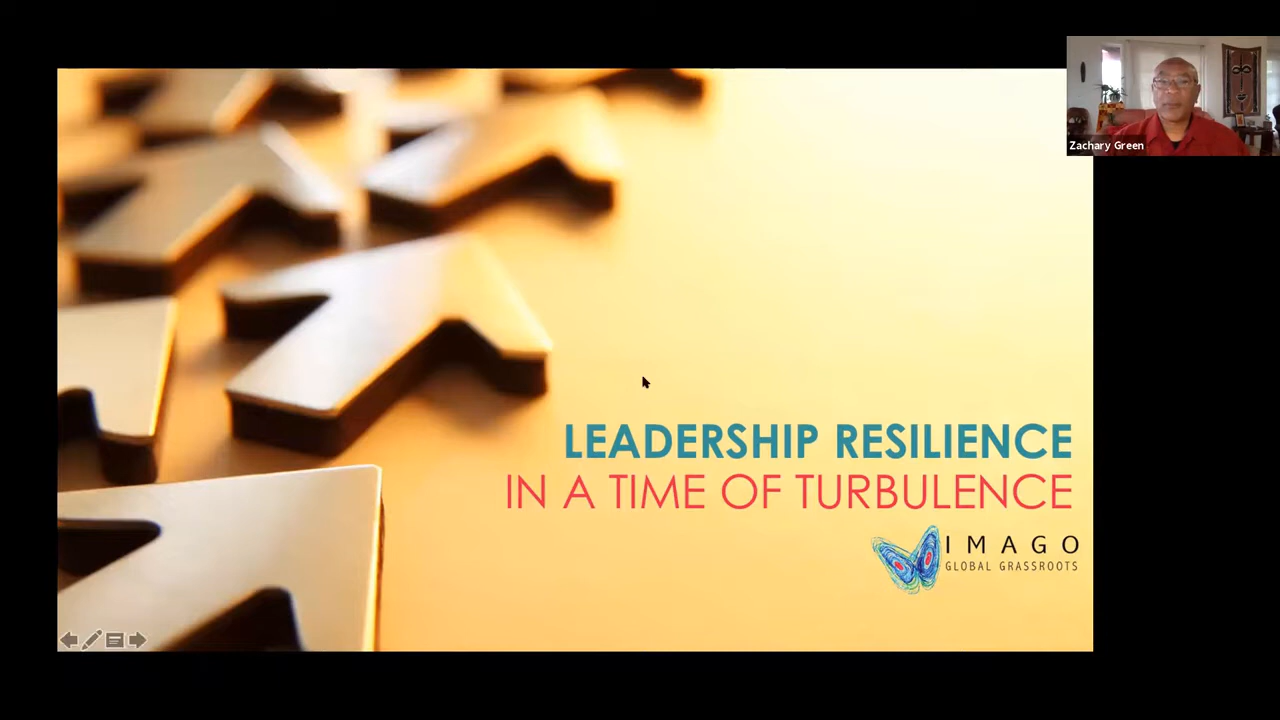 Zachary Green
LEADERSHIP RESILIENCE
IN A TIME OF TURBULENCE
IMAGO
GLOBAL GRASSROOTS